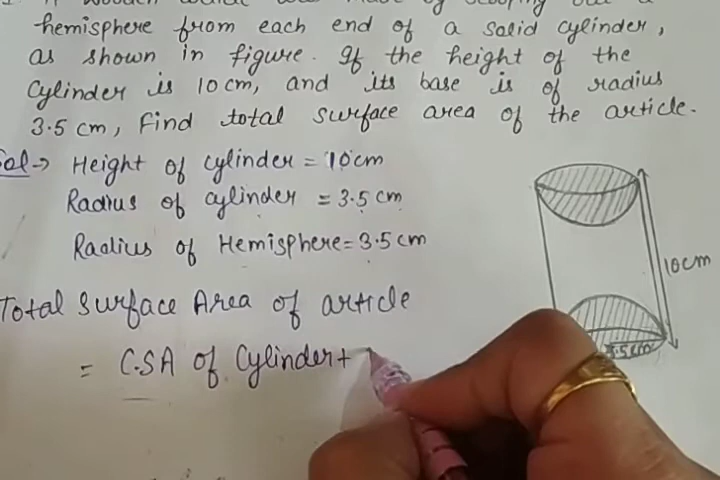 hemisphere from each end of a solid cylinder,
as shown in figure. If the height of the
cylinder is 10 cm, and its base is of radius
3.5 cm, Find total surface area of the article.
Sol→ Height of cylinder = 10cm
Radius of cylinder = 3.5 cm
Radius of Hemisphere = 3.5 cm
10cm
Total Surface Area of article
3.5cm
= C.S.A of Cylinder +